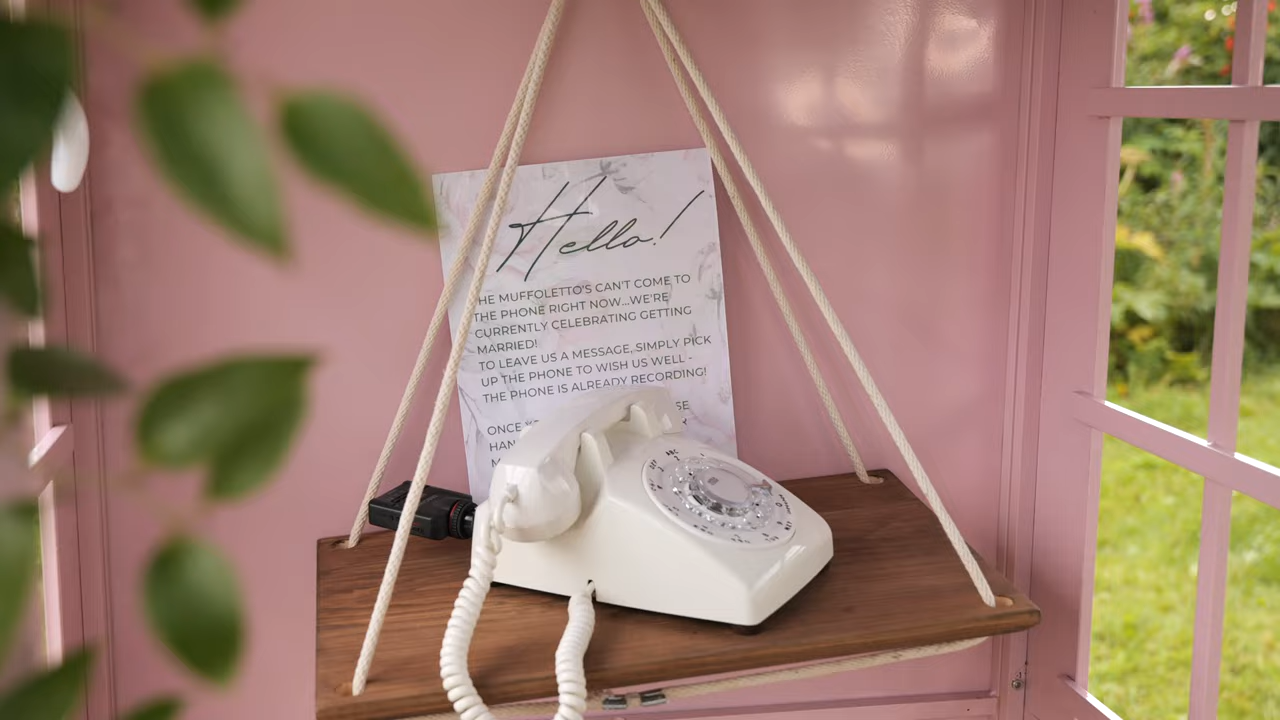 Hello!
HE MUFFOLETTO'S CAN'T COME TO
THE PHONE RIGHT NOW...WE'RE
CURRENTLY CELEBRATING GETTING
MARRIED!
TO LEAVE US A MESSAGE, SIMPLY PICK
UP THE PHONE TO WISH US WELL -
THE PHONE IS ALREADY RECORDING!
ONCE
ABC